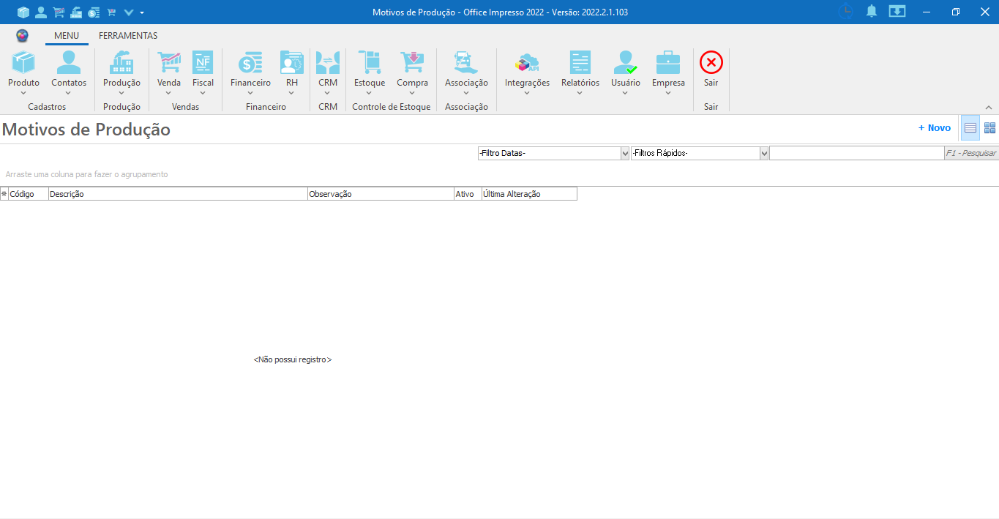 Motivos de Produção - Office Impresso 2022 - Versão: 2022.2.1.103
MENU FERRAMENTAS
NF API
Produto Contatos Produção Venda Fiscal Financeiro RH CRM Estoque Compra Associação Integrações Relatórios Usuário Empresa Sair
Cadastros Produção Vendas Financeiro CRM Controle de Estoque Associação Sair
Motivos de Produção
+ Novo
-Filtro Datas- -Filtros Rápidos- F1 - Pesquisar
Arraste uma coluna para fazer o agrupamento
Código Descrição Observação Ativo Última Alteração
<Não possui registro>